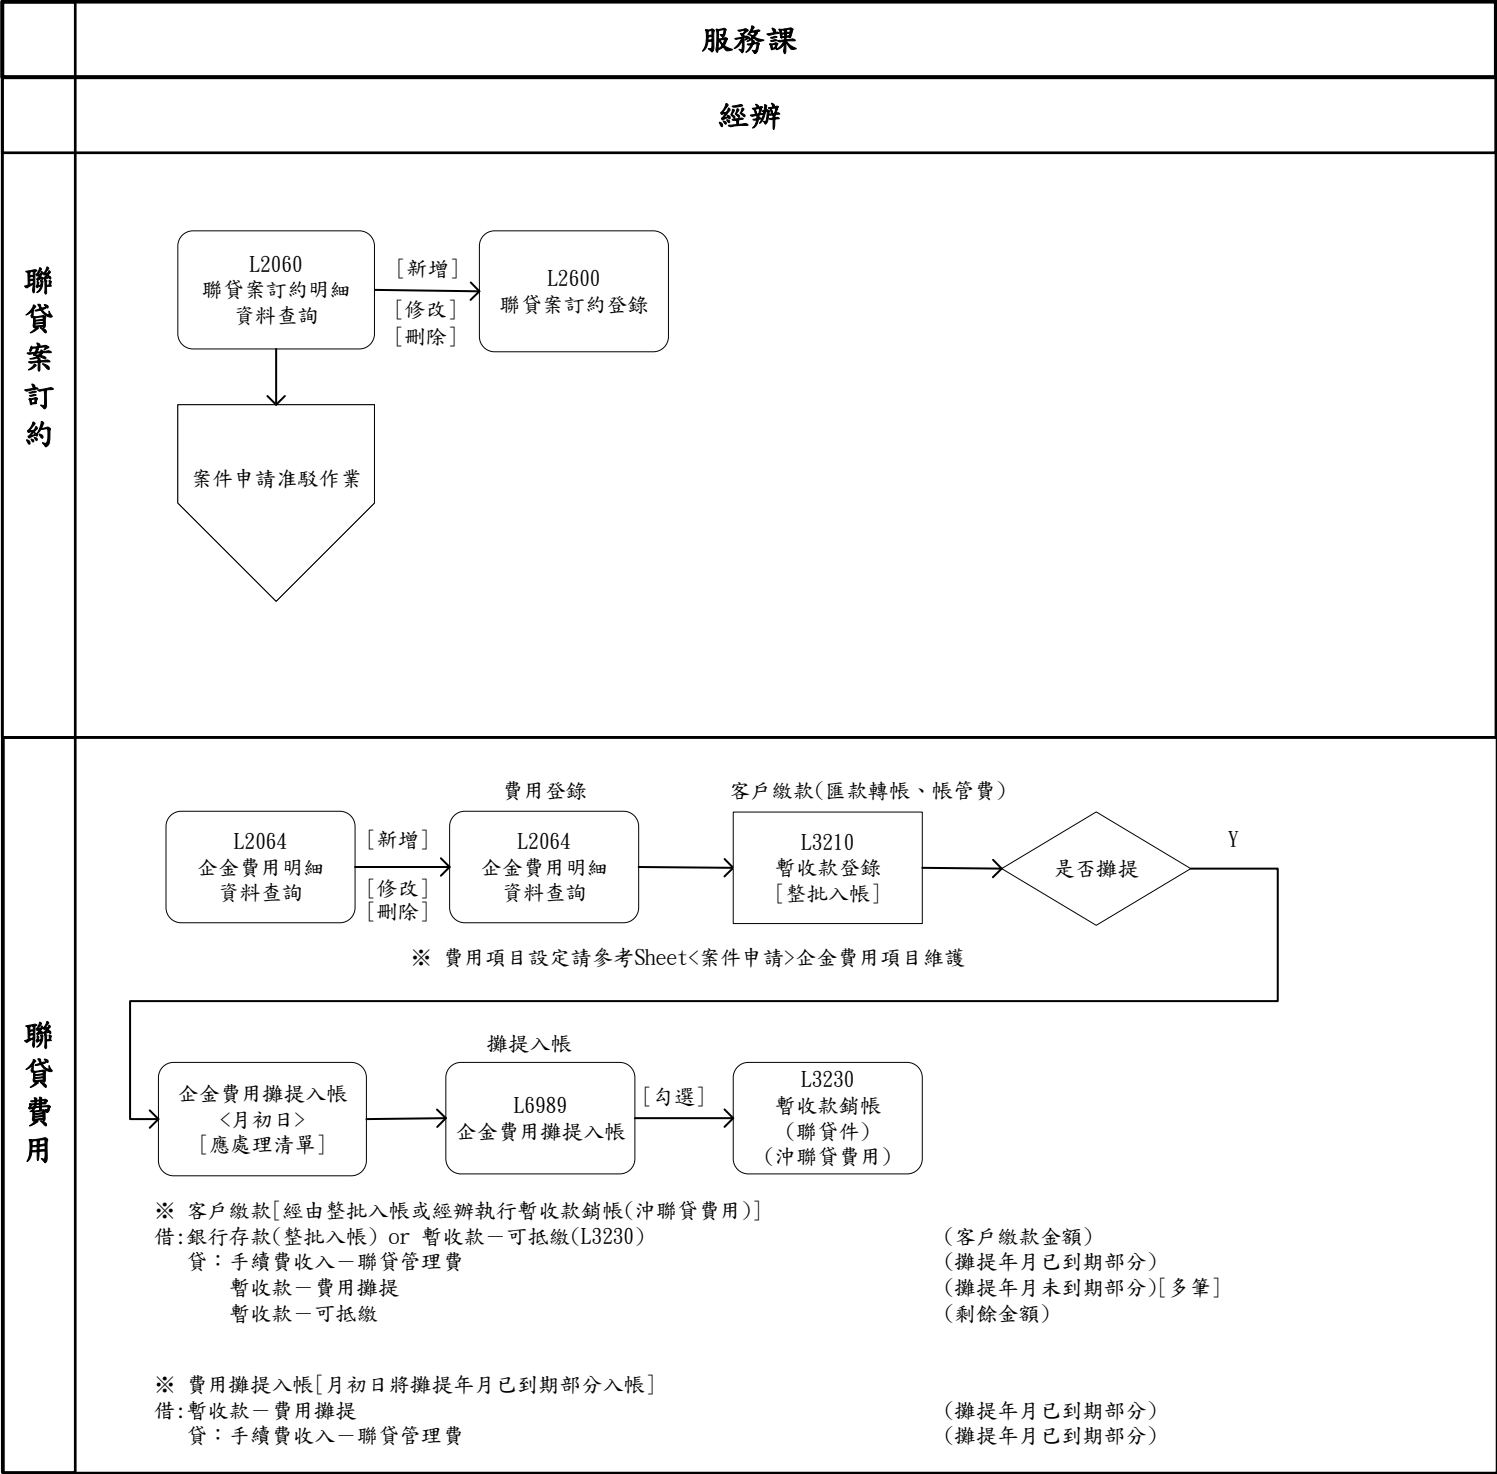 服務課
經辦
聯貸案訂約
L2060
聯貸案訂約明細
資料查詢
[新增]
[修改]
[刪除]
L2600
聯貸案訂約登錄
案件申請准駁作業
聯貸費用
費用登錄
客戶繳款(匯款轉帳、帳管費)
L2064
企金費用明細
資料查詢
[新增]
[修改]
[刪除]
L2064
企金費用明細
資料查詢
L3210
暫收款登錄
[整批入帳]
是否攤提
Y
※ 費用項目設定請參考Sheet<案件申請>企金費用項目維護
攤提入帳
企金費用攤提入帳
<月初日>
[應處理清單]
L6989
企金費用攤提入帳
[勾選]
L3230
暫收款銷帳
(聯貸件)
(沖聯貸費用)
※ 客戶繳款[經由整批入帳或經辦執行暫收款銷帳(沖聯貸費用)]
借:銀行存款(整批入帳) or 暫收款－可抵繳(L3230) (客戶繳款金額)
貸：手續費收入－聯貸管理費 (攤提年月已到期部分)
暫收款－費用攤提 (攤提年月未到期部分)[多筆]
暫收款－可抵繳 (剩餘金額)
※ 費用攤提入帳[月初日將攤提年月已到期部分入帳]
借:暫收款－費用攤提 (攤提年月已到期部分)
貸：手續費收入－聯貸管理費 (攤提年月已到期部分)